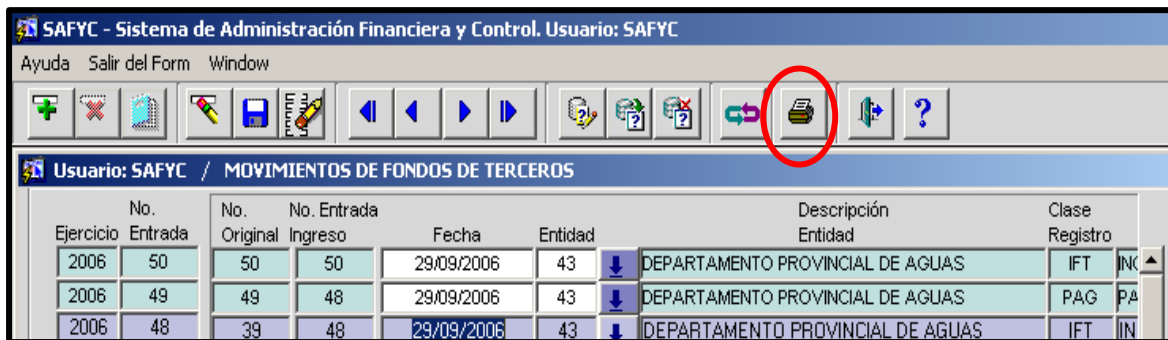 SAFYC - Sistema de Administración Financiera y Control. Usuario: SAFYC
Ayuda Salir del Form Window
Usuario: SAFYC / MOVIMIENTOS DE FONDOS DE TERCEROS
No. No. No. Entrada Descripción Clase
Ejercicio Entrada Original Ingreso Fecha Entidad Entidad Registro
2006 50 50 50 29/09/2006 43 DEPARTAMENTO PROVINCIAL DE AGUAS IFT
2006 49 49 48 29/09/2006 43 DEPARTAMENTO PROVINCIAL DE AGUAS PAG PA
2006 48 39 48 29/09/2006 43 DEPARTAMENTO PROVINCIAL DE AGUAS IFT IN